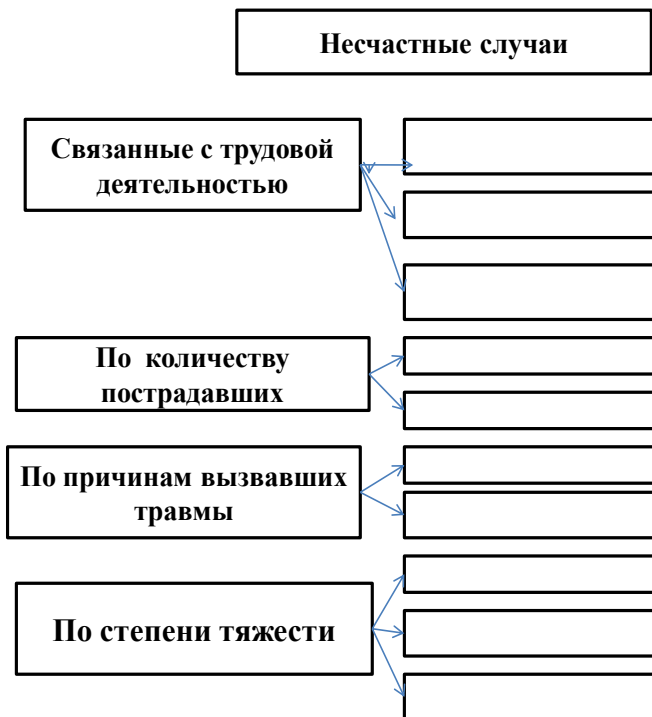 Несчастные случаи
Связанные с трудовой
деятельностью
По количеству
пострадавших
По причинам вызвавших
травмы
По степени тяжести